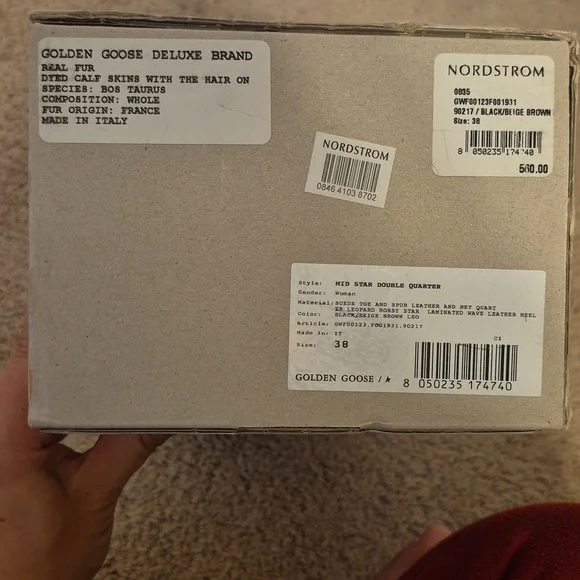 GOLDEN GOOSE DELUXE BRAND
REAL FUR
DYED CALF SKINS WITH THE HAIR ON
SPECIES: BOS TAURUS
COMPOSITION: WHOLE
FUR ORIGIN: FRANCE
MADE IN ITALY
NORDSTROM
0835
GWF00123F001931
90217 / BLACK/BEIGE BROWN
Size: 38
8 050235 174740
560.00
NORDSTROM
0846 4103 8702
Style: MID STAR DOUBLE QUARTER
Gender: Woman
Material: SUEDE TOE AND SPUR LEATHER AND NET QUART
ER LEOPARD HORSY STAR LAMINATED WAVE LEATHER HEEL
Color: BLACK/BEIGE BROWN LEO
Article: GWF00123.F001931.90217
Made in: IT
Size: 38
CI
GOLDEN GOOSE /
8 050235 174740